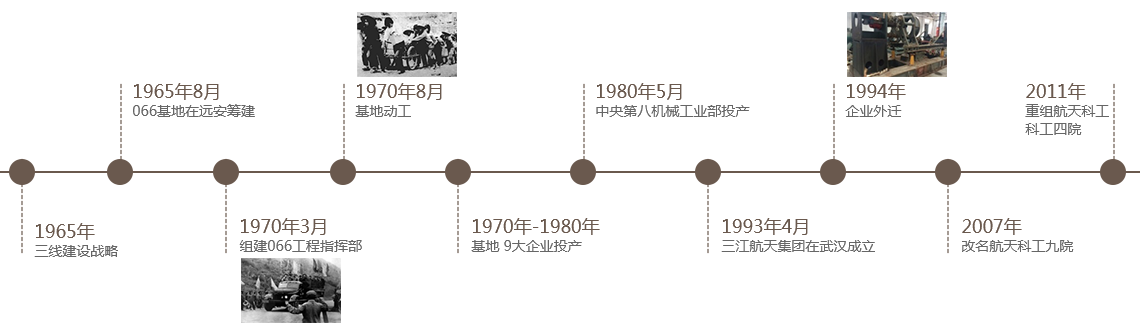 1965年
三线建设战略
1965年8月
066基地在远安筹建
1970年3月
组建066工程指挥部
1970年8月
基地动工
1970年-1980年
基地 9大企业投产
1980年5月
中央第八机械工业部投产
1993年4月
三江航天集团在武汉成立
1994年
企业外迁
2007年
改名航天科工九院
2011年
重组航天科工
科工四院